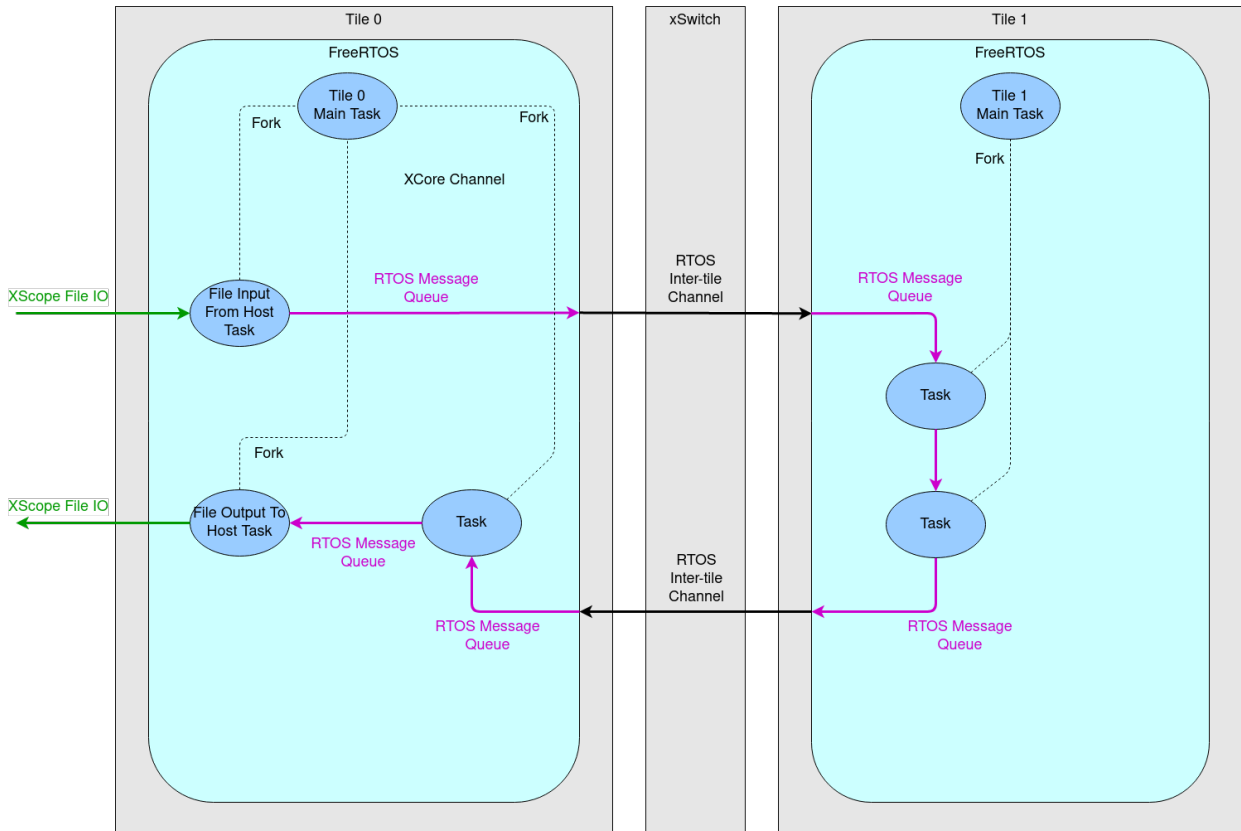 Tile 0
xSwitch
Tile 1
FreeRTOS
FreeRTOS
Tile 0
Main Task
Tile 1
Main Task
Fork
Fork
Fork
XCore Channel
RTOS
Inter-tile
Channel
XScope File IO
File Input
From Host
Task
RTOS Message
Queue
RTOS Message
Queue
Task
Fork
XScope File IO
File Output To
Host Task
RTOS Message
Queue
Task
Task
RTOS
Inter-tile
Channel
RTOS Message
Queue
RTOS Message
Queue